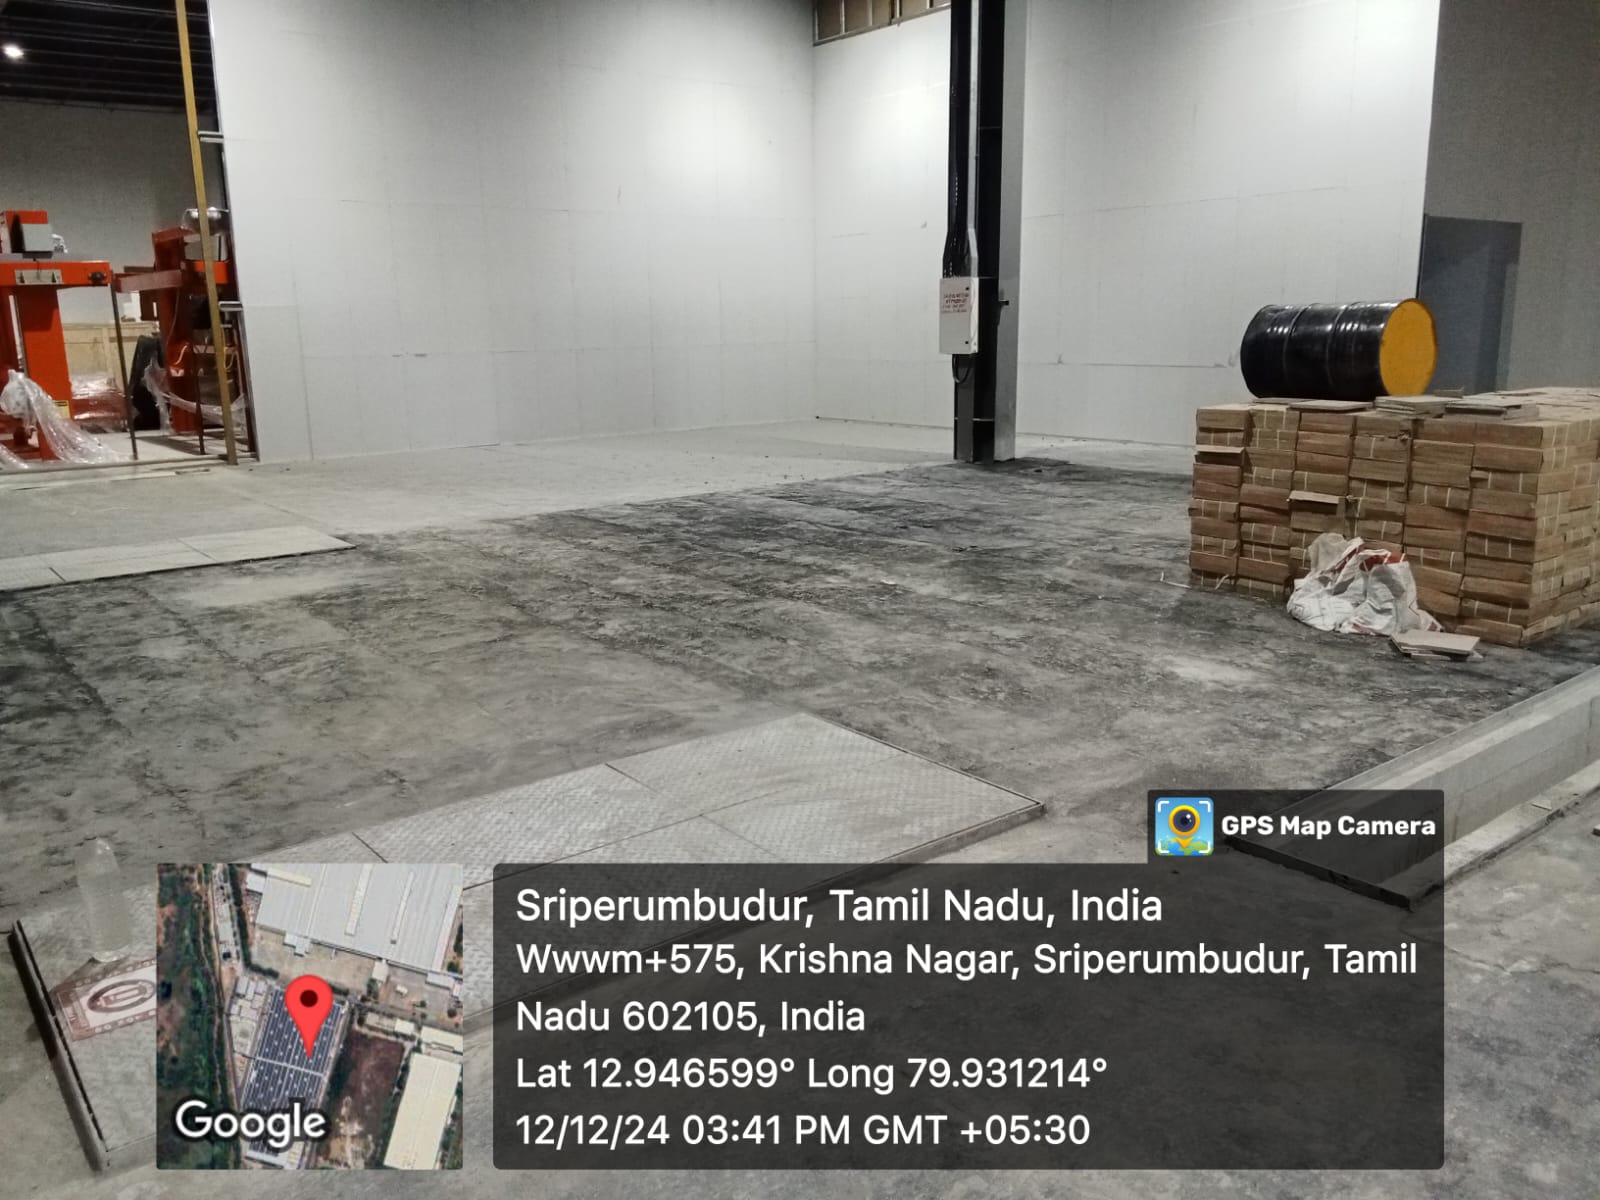 GPS Map Camera
Sriperumbudur, Tamil Nadu, India
Wwwm+575, Krishna Nagar, Sriperumbudur, Tamil
Nadu 602105, India
Lat 12.946599° Long 79.931214°
12/12/24 03:41 PM GMT +05:30
Google